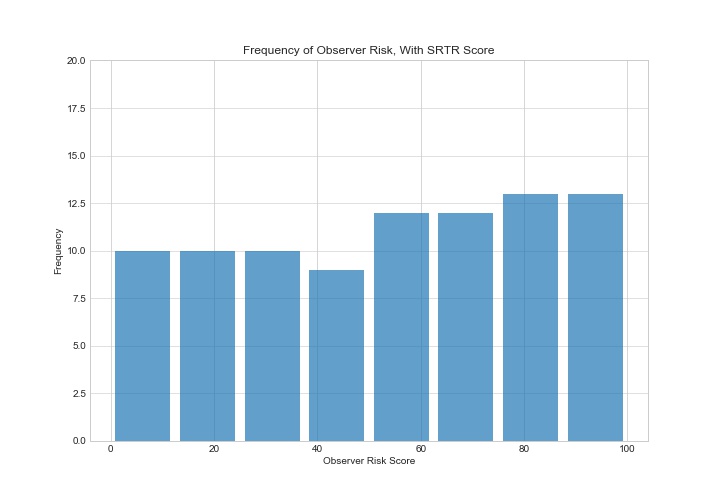 Frequency of Observer Risk, With SRTR Score
20.0
17.5
15.0
12.5
10.0
7.5
5.0
2.5
0.0
Frequency
0 20 40 60 80 100
Observer Risk Score